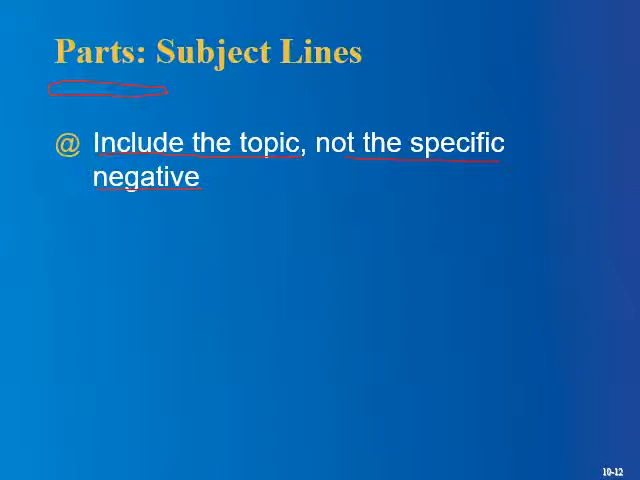 Parts: Subject Lines
@ Include the topic, not the specific
negative
10-12